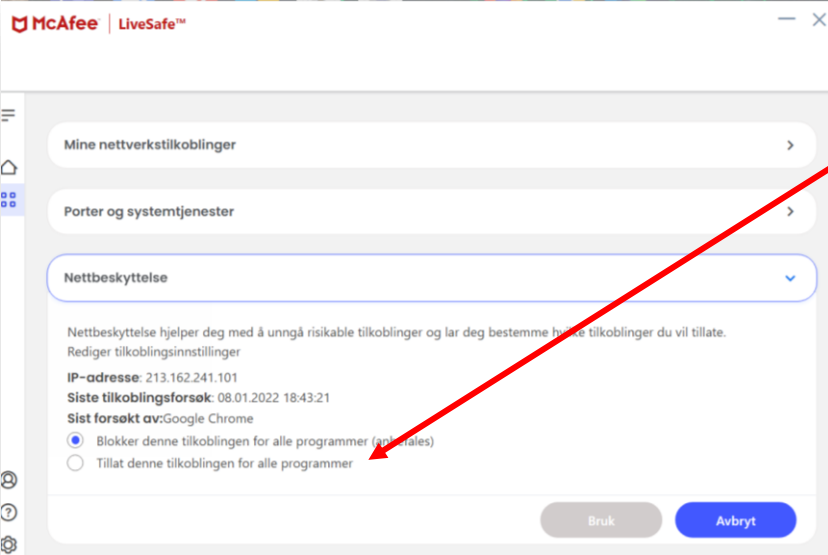 McAfee | LiveSafe™
Mine nettverkstilkoblinger
Porter og systemtjenester
Nettbeskyttelse
Nettbeskyttelse hjelper deg med å unngå risikable tilkoblinger og lar deg bestemme hvilke tilkoblinger du vil tillate.
Rediger tilkoblingsinnstillinger
IP-adresse: 213.162.241.101
Siste tilkoblingsforsøk: 08.01.2022 18:43:21
Sist forsøkt av:Google Chrome
Blokker denne tilkoblingen for alle programmer (anbefales)
Tillat denne tilkoblingen for alle programmer
Bruk
Avbryt